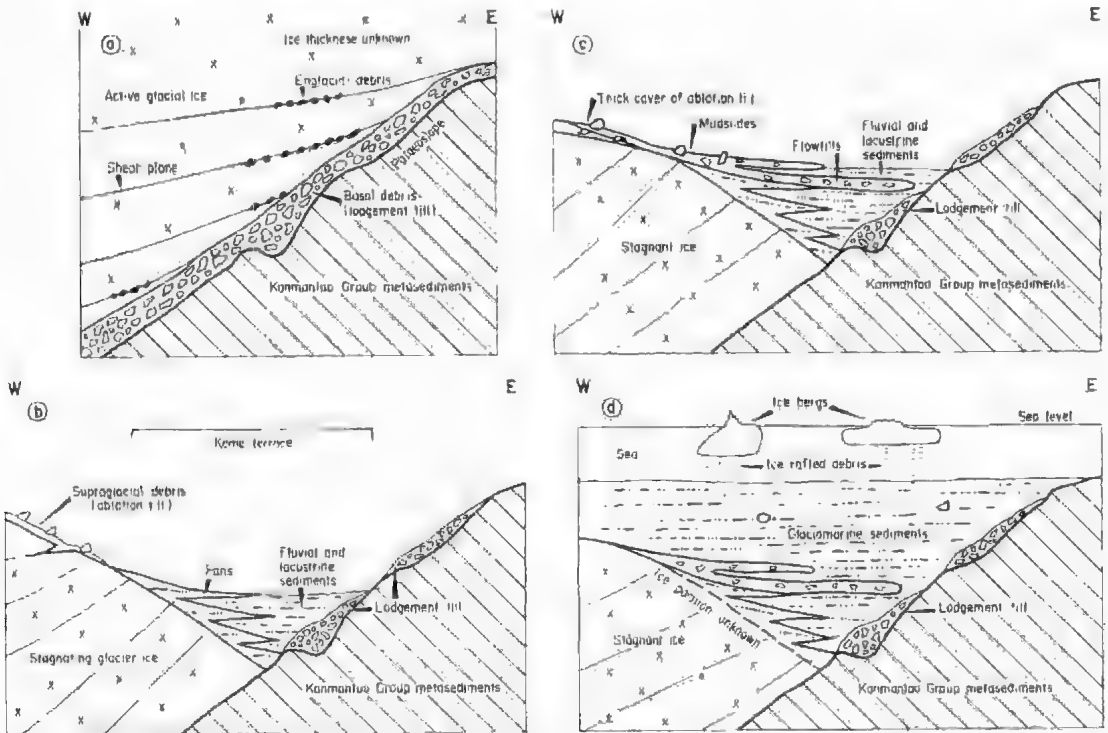 W E
a
Ice thicknese unknown
Englacial debris
Active glacial ice
Shear plane
Palaeoslope
Basal debris
(lodgement till)
Kanmantoo Group metasediments
W E
c
Thick cover of ablation till
Mudslides
Flowtills
Fluvial and
lacustrine
sediments
Lodgement till
Stagnant ice
Kanmantoo Group metasediments
W E
b
Kame terrace
Supraglacial debris
(ablation till)
Fans
Fluvial and
lacustrine
sediments
Lodgement till
Stagnating glacier ice
Kanmantoo Group metasediments
W E
d
Ice bergs
Sea level
Sea
Ice rafted debris
Glaciomarine sediments
Ice position unknown
Lodgement till
Stagnant ice
Kanmantoo Group metasediments